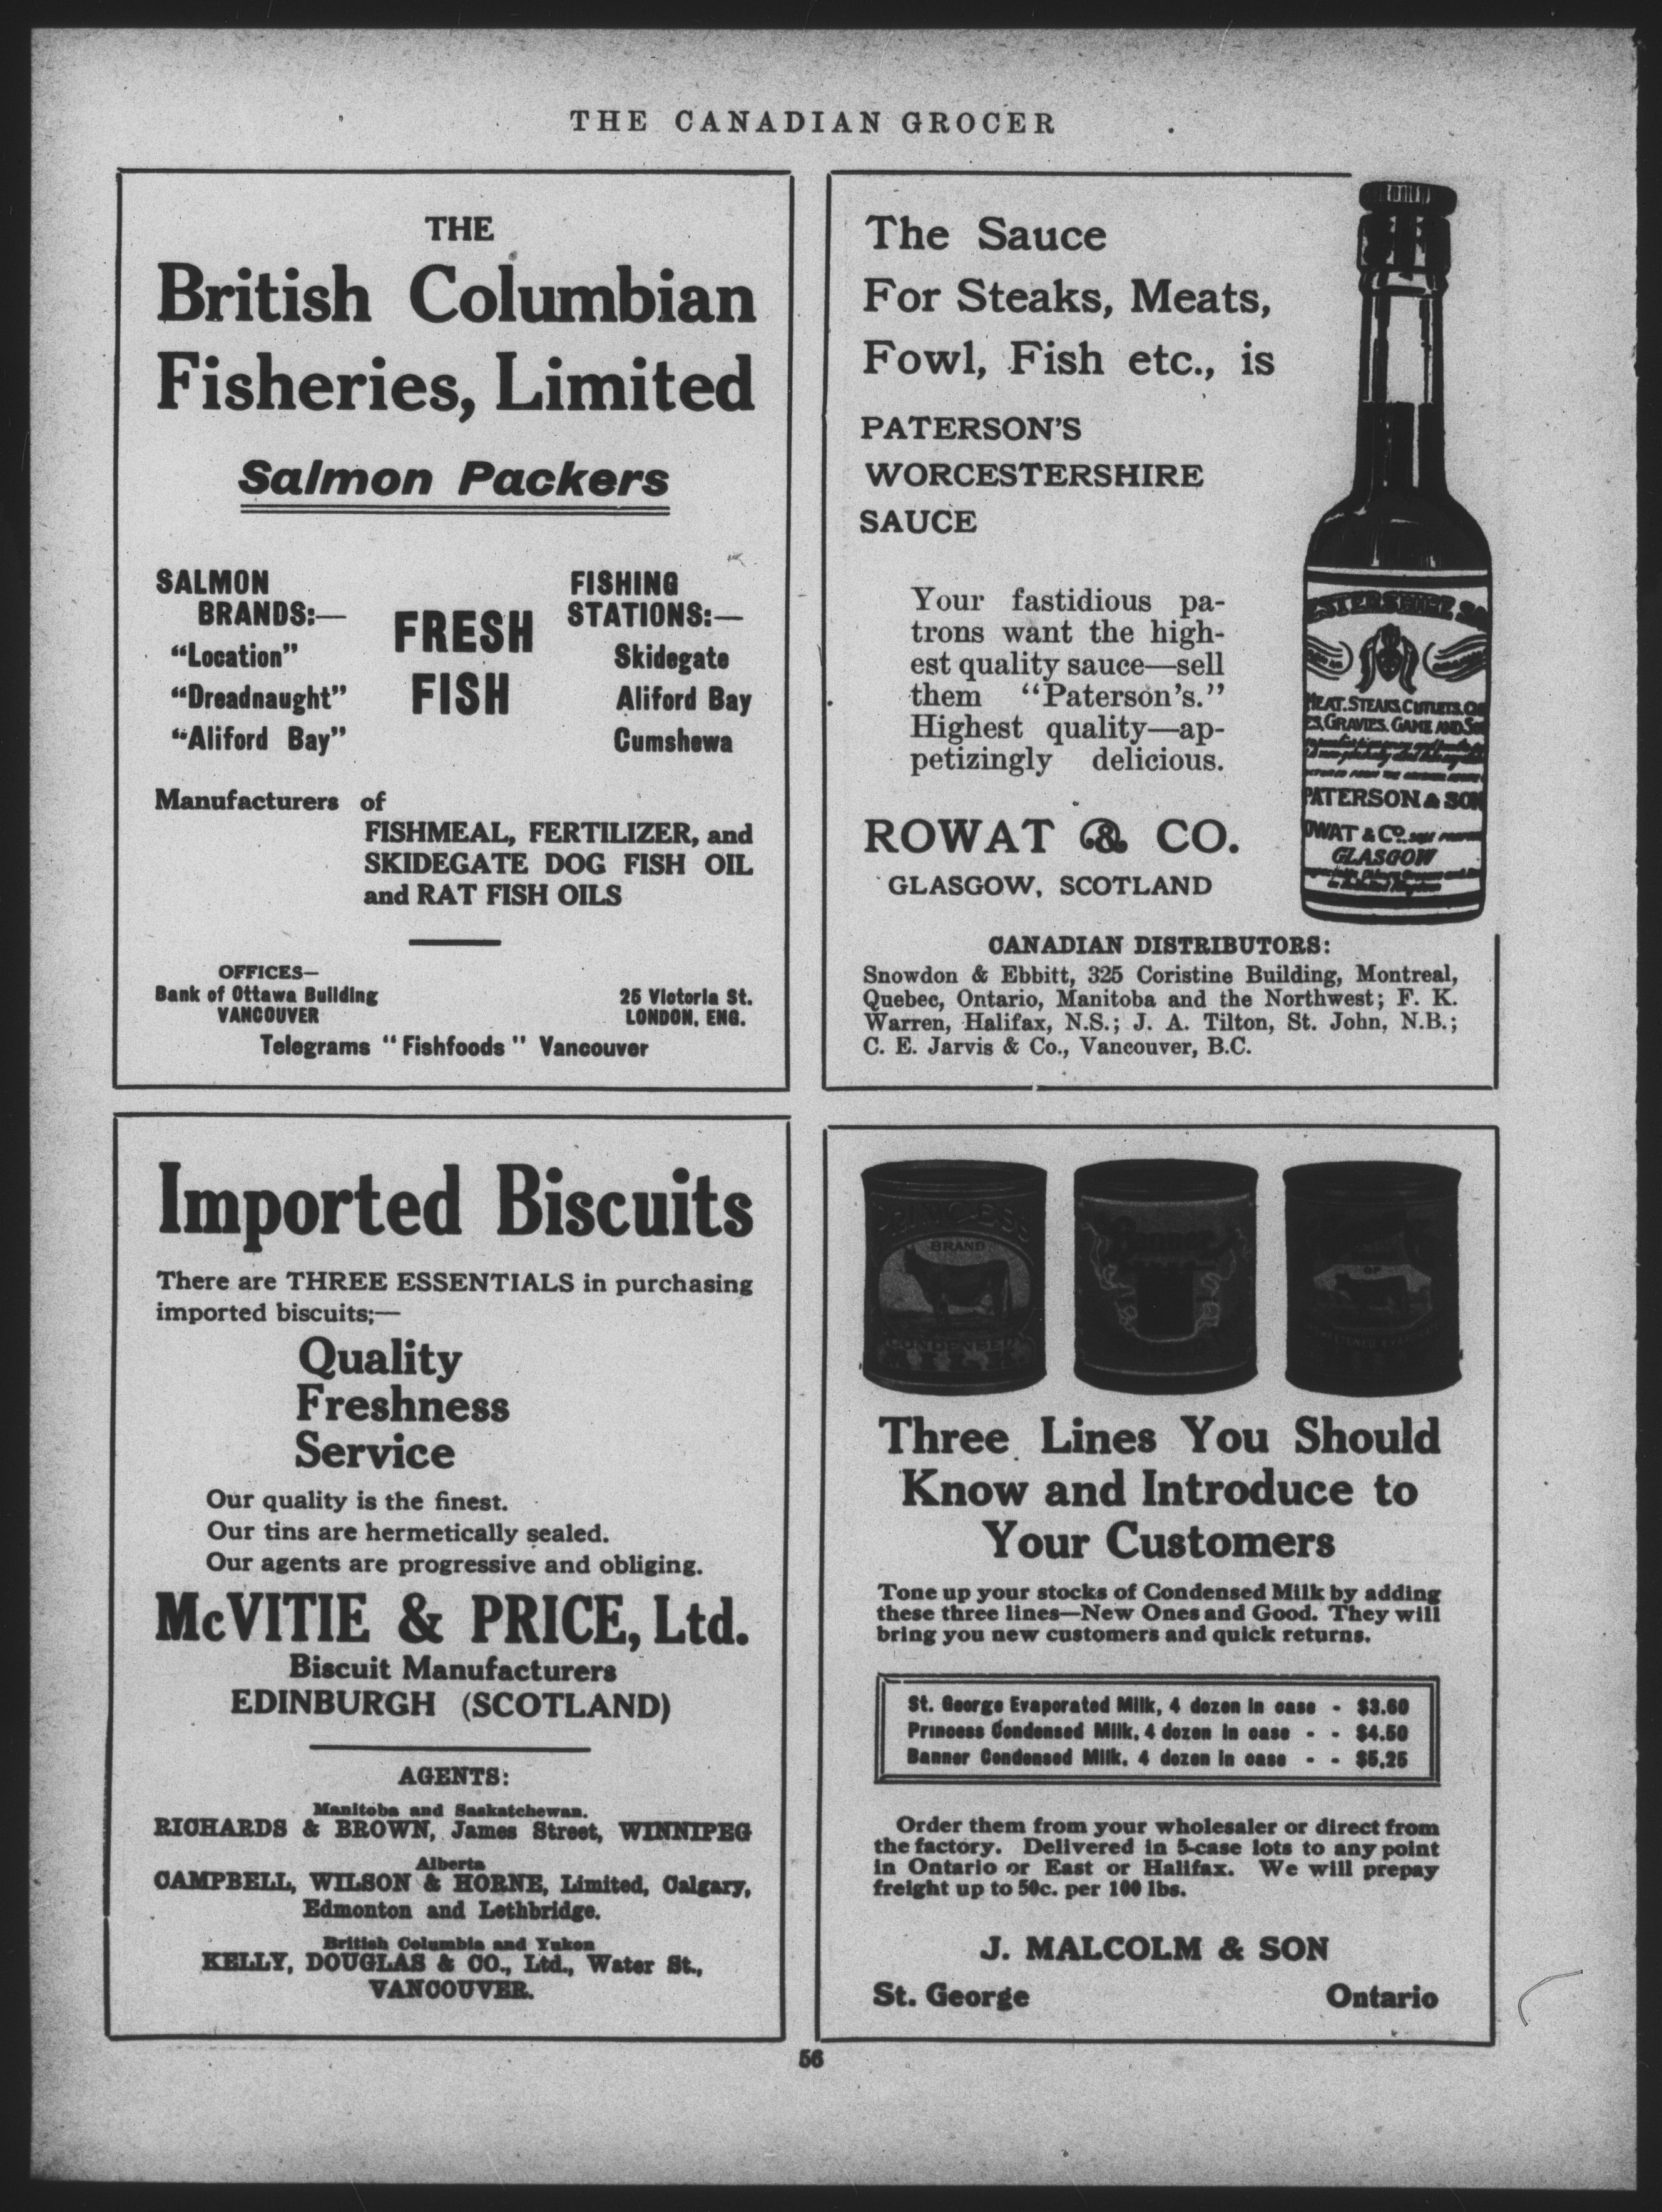 THE CANADIAN GROCER
THE
British Columbian
Fisheries, Limited
Salmon Packers
SALMON
BRANDS:—
"Location"
"Dreadnaught"
"Aliford Bay"
FRESH
FISH
FISHING
STATIONS:—
Skidegate
Aliford Bay
Cumshewa
Manufacturers of
FISHMEAL, FERTILIZER, and
SKIDEGATE DOG FISH OIL
and RAT FISH OILS
OFFICES—
Bank of Ottawa Building
VANCOUVER
25 Victoria St.
LONDON, ENG.
Telegrams "Fishfoods" Vancouver
The Sauce
For Steaks, Meats,
Fowl, Fish etc., is
PATERSON'S
WORCESTERSHIRE
SAUCE
Your fastidious pa-
trons want the high-
est quality sauce—sell
them "Paterson's."
Highest quality—ap-
petizingly delicious.
ROWAT & CO.
GLASGOW, SCOTLAND
ESTERSHIRE
MEAT. STEAKS, CUTLETS.
GRAVIES. GAME AND
PATERSON & SON
OWAT & CO.
GLASGOW
CANADIAN DISTRIBUTORS:
Snowdon & Ebbitt, 325 Coristine Building, Montreal,
Quebec, Ontario, Manitoba and the Northwest; F. K.
Warren, Halifax, N.S.; J. A. Tilton, St. John, N.B.;
C. E. Jarvis & Co., Vancouver, B.C.
Imported Biscuits
There are THREE ESSENTIALS in purchasing
imported biscuits;—
Quality
Freshness
Service
Our quality is the finest.
Our tins are hermetically sealed.
Our agents are progressive and obliging.
McVITIE & PRICE, Ltd.
Biscuit Manufacturers
EDINBURGH (SCOTLAND)
AGENTS:
Manitoba and Saskatchewan.
RICHARDS & BROWN, James Street, WINNIPEG
Alberta
CAMPBELL, WILSON & HORNE, Limited, Calgary,
Edmonton and Lethbridge.
British Columbia and Yukon
KELLY, DOUGLAS & CO., Ltd., Water St.,
VANCOUVER.
PRINCESS
BRAND
CONDENSED
MILK
Banner
Three Lines You Should
Know and Introduce to
Your Customers
Tone up your stocks of Condensed Milk by adding
these three lines—New Ones and Good. They will
bring you new customers and quick returns.
St. George Evaporated Milk, 4 dozen in case - $3.60
Princess Condensed Milk, 4 dozen in case - - $4.50
Banner Condensed Milk, 4 dozen in case - - $5.25
Order them from your wholesaler or direct from
the factory. Delivered in 5-case lots to any point
in Ontario or East or Halifax. We will prepay
freight up to 50c. per 100 lbs.
J. MALCOLM & SON
St. George Ontario
56